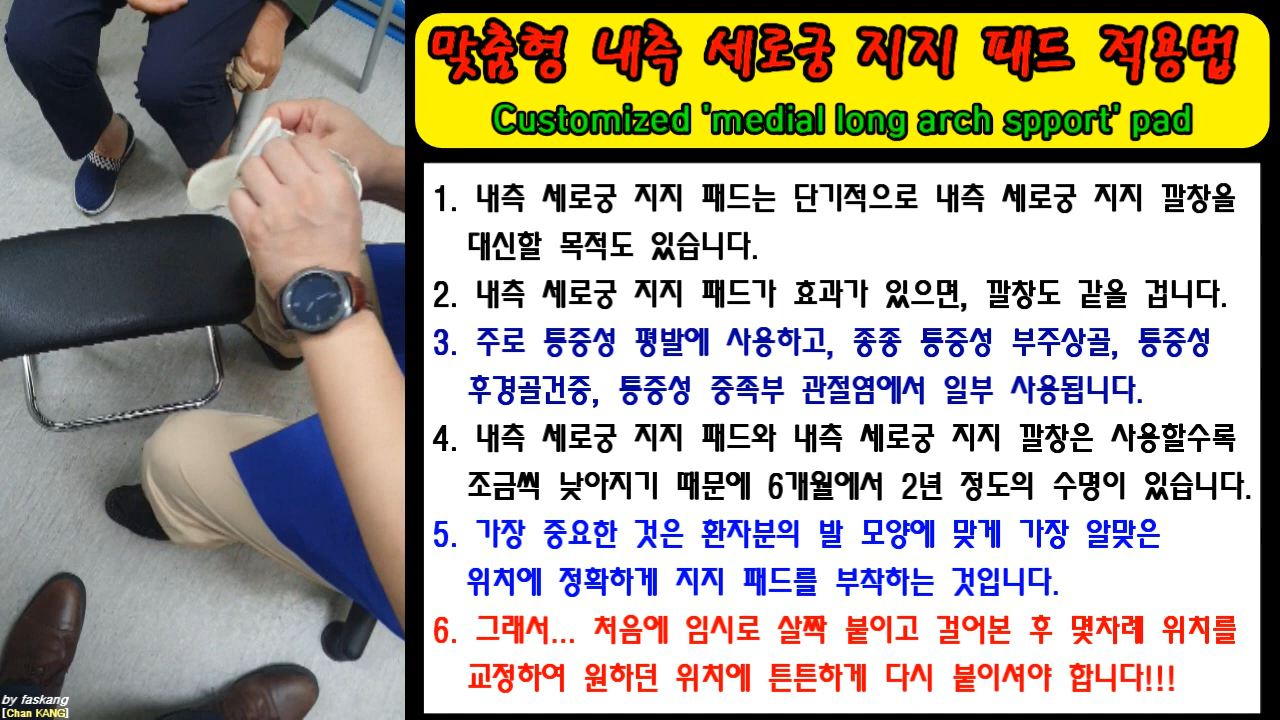 맞춤형 내측 세로궁 지지 패드 적용법
Customized 'medial long arch spport' pad
1. 내측 세로궁 지지 패드는 단기적으로 내측 세로궁 지지 깔창을
대신할 목적도 있습니다.
2. 내측 세로궁 지지 패드가 효과가 있으면, 깔창도 같을 겁니다.
3. 주로 통증성 평발에 사용하고, 종종 통증성 부주상골, 통증성
후경골건증, 통증성 중족부 관절염에서 일부 사용됩니다.
4. 내측 세로궁 지지 패드와 내측 세로궁 지지 깔창은 사용할수록
조금씩 낮아지기 때문에 6개월에서 2년 정도의 수명이 있습니다.
5. 가장 중요한 것은 환자분의 발 모양에 맞게 가장 알맞은
위치에 정확하게 지지 패드를 부착하는 것입니다.
6. 그래서... 처음에 임시로 살짝 붙이고 걸어본 후 몇차례 위치를
교정하여 원하던 위치에 튼튼하게 다시 붙이셔야 합니다!!!
by faskang
[Chan KANG]